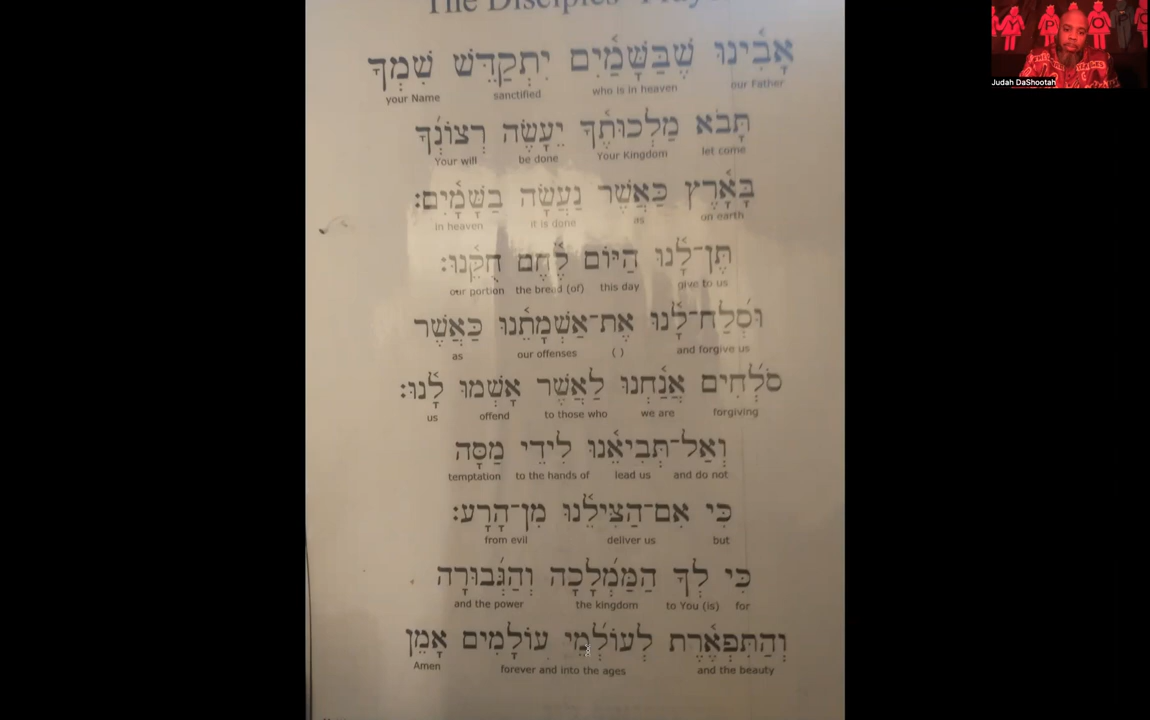 The Disciples' Prayer
אָבִ֫ינוּ שֶׁבַּשָּׁמַ֫יִם יִתְקַדֵּשׁ שִׁמְךָ
our Father who is in heaven sanctified your Name
תָּבֹא מַלְכוּתֶ֫ךָ יֵעָשֶׂה רְצוֹנְךָ
let come Your Kingdom be done Your will
בָּאָ֫רֶץ כַּאֲשֶׁר נַעֲשָׂה בַשָּׁמַ֫יִם׃
on earth as it is done in heaven
תֶּן־לָ֫נוּ הַיּוֹם לֶ֫חֶם חֻקֵּ֫נוּ׃
give to us this day the bread (of) our portion
וּסְלַח־לָ֫נוּ אֶת־אַשְׁמָתֵ֫נוּ כַּאֲשֶׁר
and forgive us ( ) our offenses as
סֹלְחִים אֲנַ֫חְנוּ לַאֲשֶׁר אָשְׁמוּ לָ֫נוּ׃
forgiving we are to those who offend us
וְאַל־תְּבִיאֵ֫נוּ לִידֵי מַסָּה
and do not lead us to the hands of temptation
כִּי אִם־הַצִּילֵ֫נוּ מִן־הָרָע׃
but deliver us from evil
כִּי לְךָ הַמַּמְלָכָה וְהַגְּבוּרָה
for to You (is) the kingdom and the power
וְהַתִּפְאֶ֫רֶת לְעוֹלְמֵי עוֹלָמִים אָמֵן
and the beauty forever and into the ages Amen
Judah DaShootah